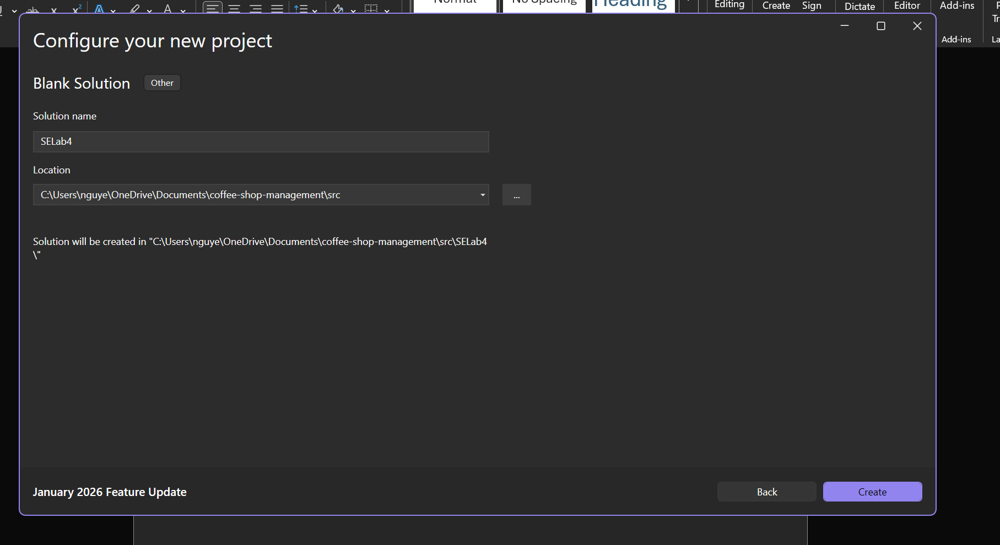 Normal
No Spacing
Heading
Editing
Create
Sign
Dictate
Editor
Add-ins
Add-ins
Configure your new project
Blank Solution
Other
Solution name
SELab4
Location
C:\Users\nguye\OneDrive\Documents\coffee-shop-management\src
...
Solution will be created in "C:\Users\nguye\OneDrive\Documents\coffee-shop-management\src\SELab4
\"
January 2026 Feature Update
Back
Create